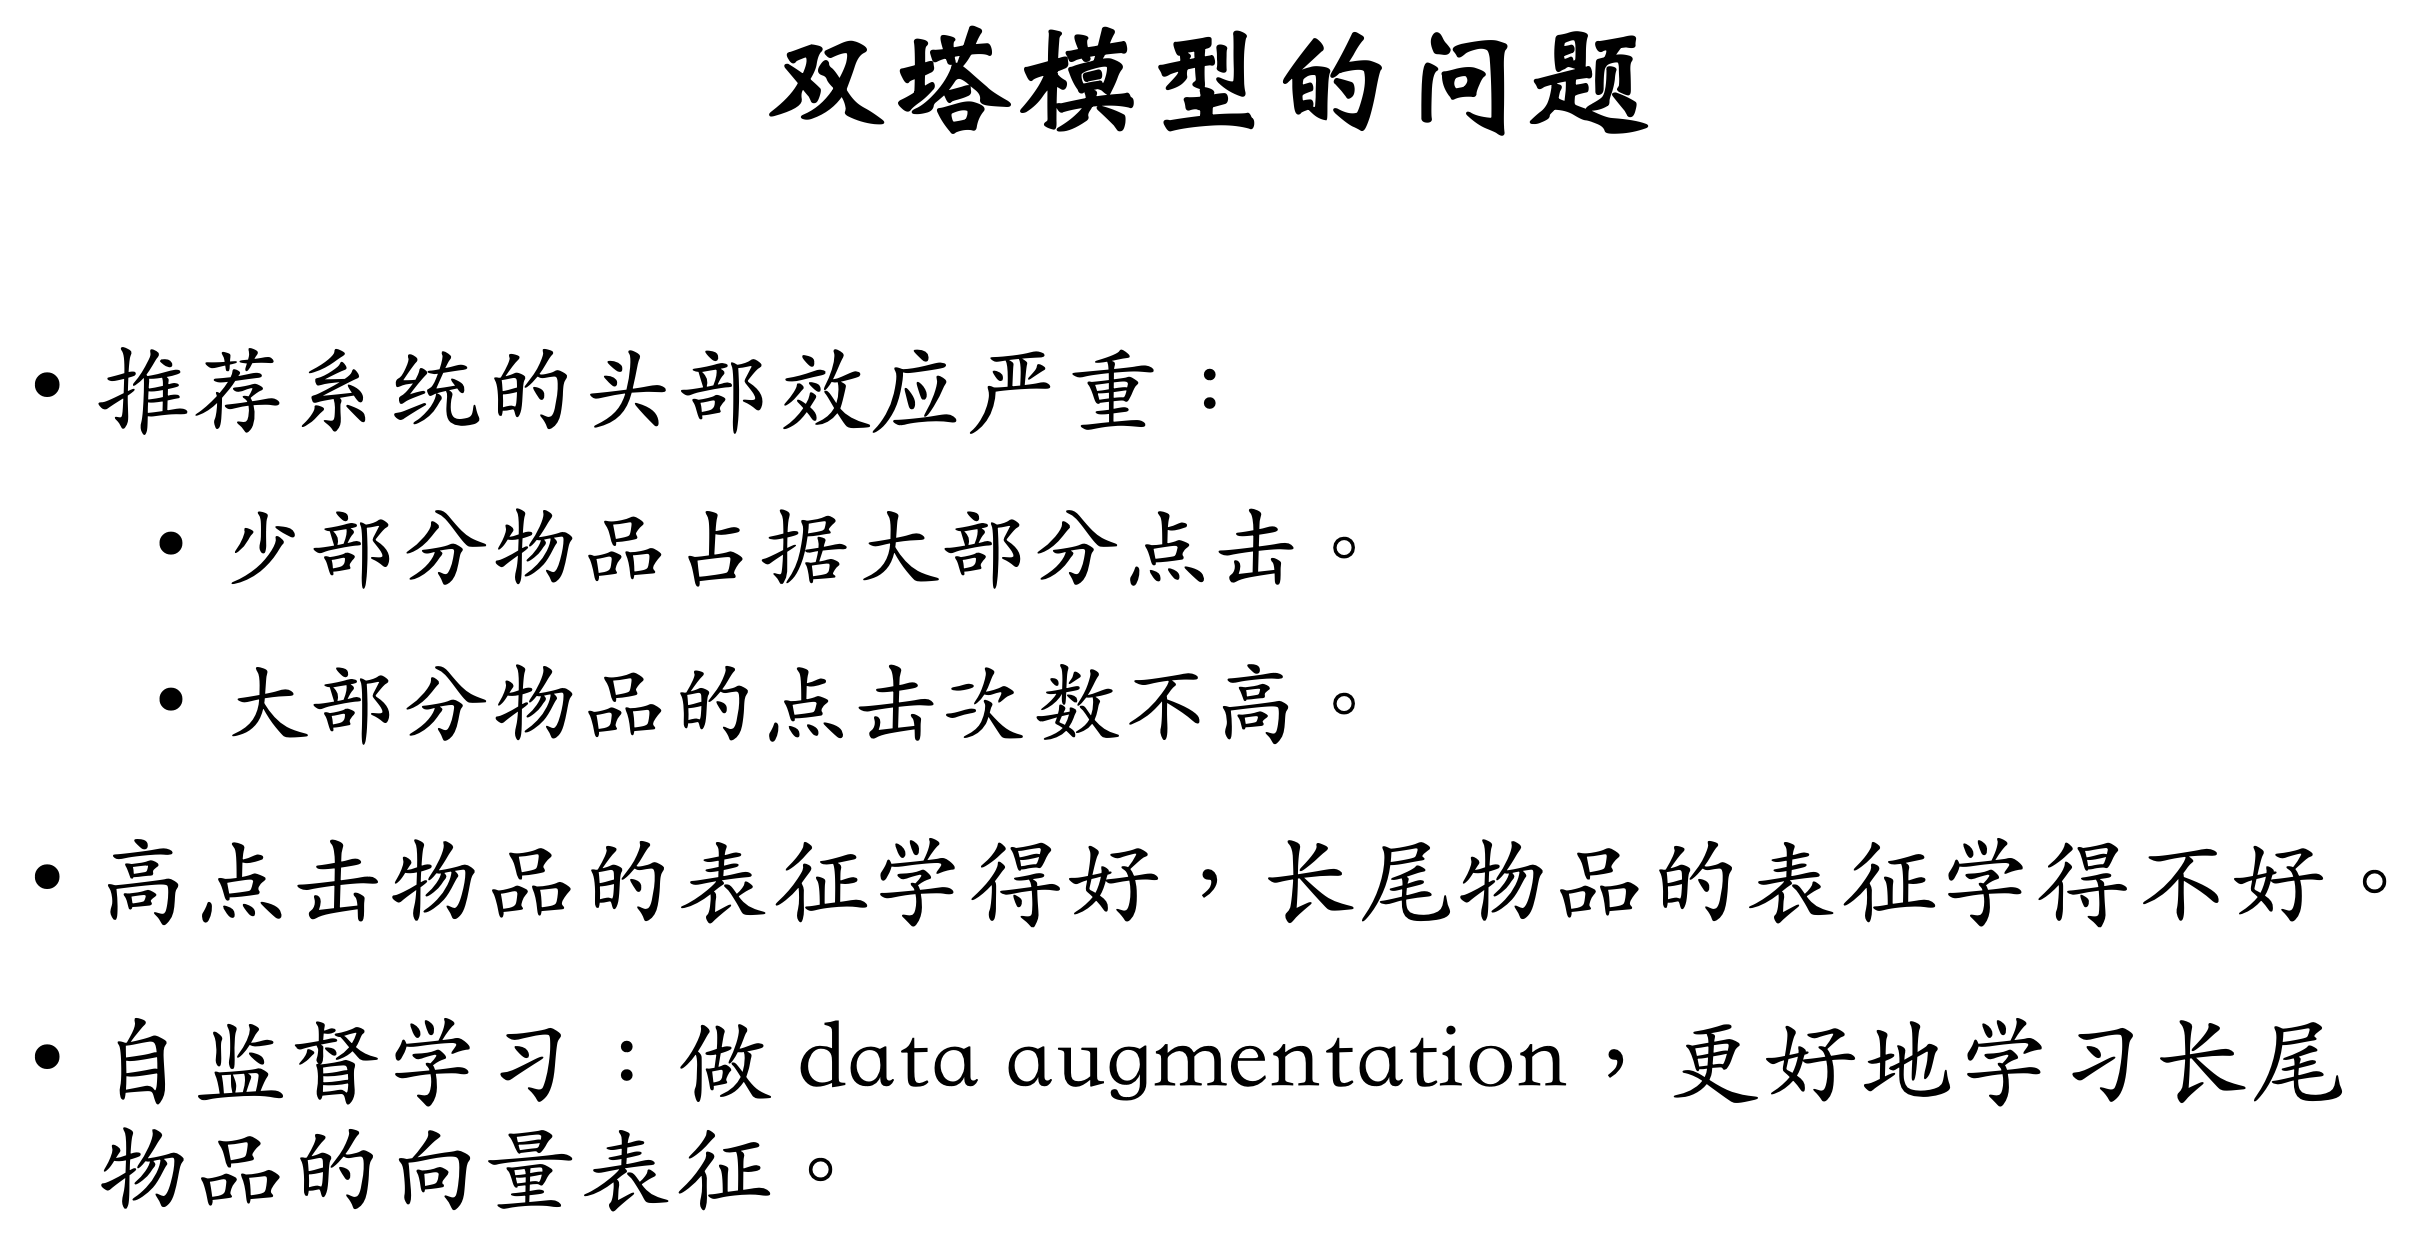 双塔模型的问题
• 推荐系统的头部效应严重：
• 少部分物品占据大部分点击。
• 大部分物品的点击次数不高。
• 高点击物品的表征学得好，长尾物品的表征学得不好。
• 自监督学习：做 data augmentation，更好地学习长尾
物品的向量表征。